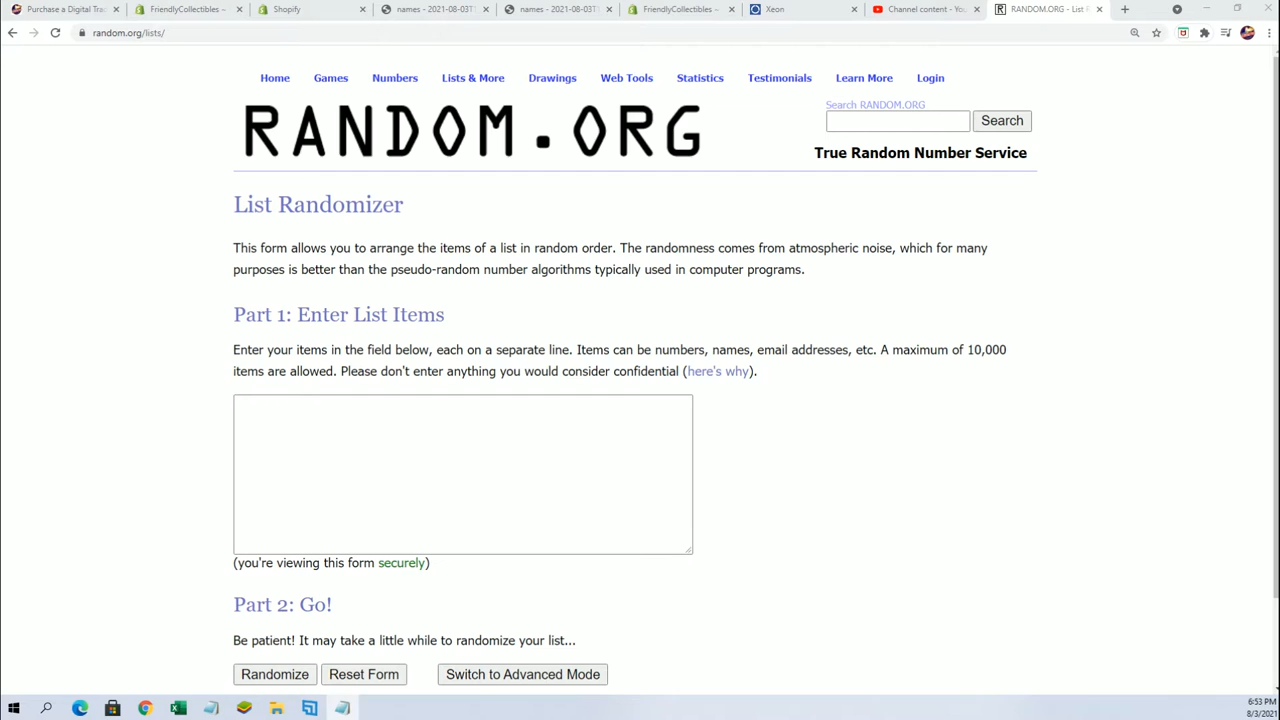 Purchase a Digital Trad
FriendlyCollectibles ~
Shopify
names - 2021-08-03T
names - 2021-08-03T
FriendlyCollectibles ~
Xeon
Channel content - You
RANDOM.ORG - List R
random.org/lists/
Home Games Numbers Lists & More Drawings Web Tools Statistics Testimonials Learn More Login
RANDOM.ORG
Search RANDOM.ORG
Search
True Random Number Service
List Randomizer
This form allows you to arrange the items of a list in random order. The randomness comes from atmospheric noise, which for many
purposes is better than the pseudo-random number algorithms typically used in computer programs.
Part 1: Enter List Items
Enter your items in the field below, each on a separate line. Items can be numbers, names, email addresses, etc. A maximum of 10,000
items are allowed. Please don't enter anything you would consider confidential (here's why).
(you're viewing this form securely)
Part 2: Go!
Be patient! It may take a little while to randomize your list...
Randomize Reset Form Switch to Advanced Mode
6:53 PM
8/3/2021